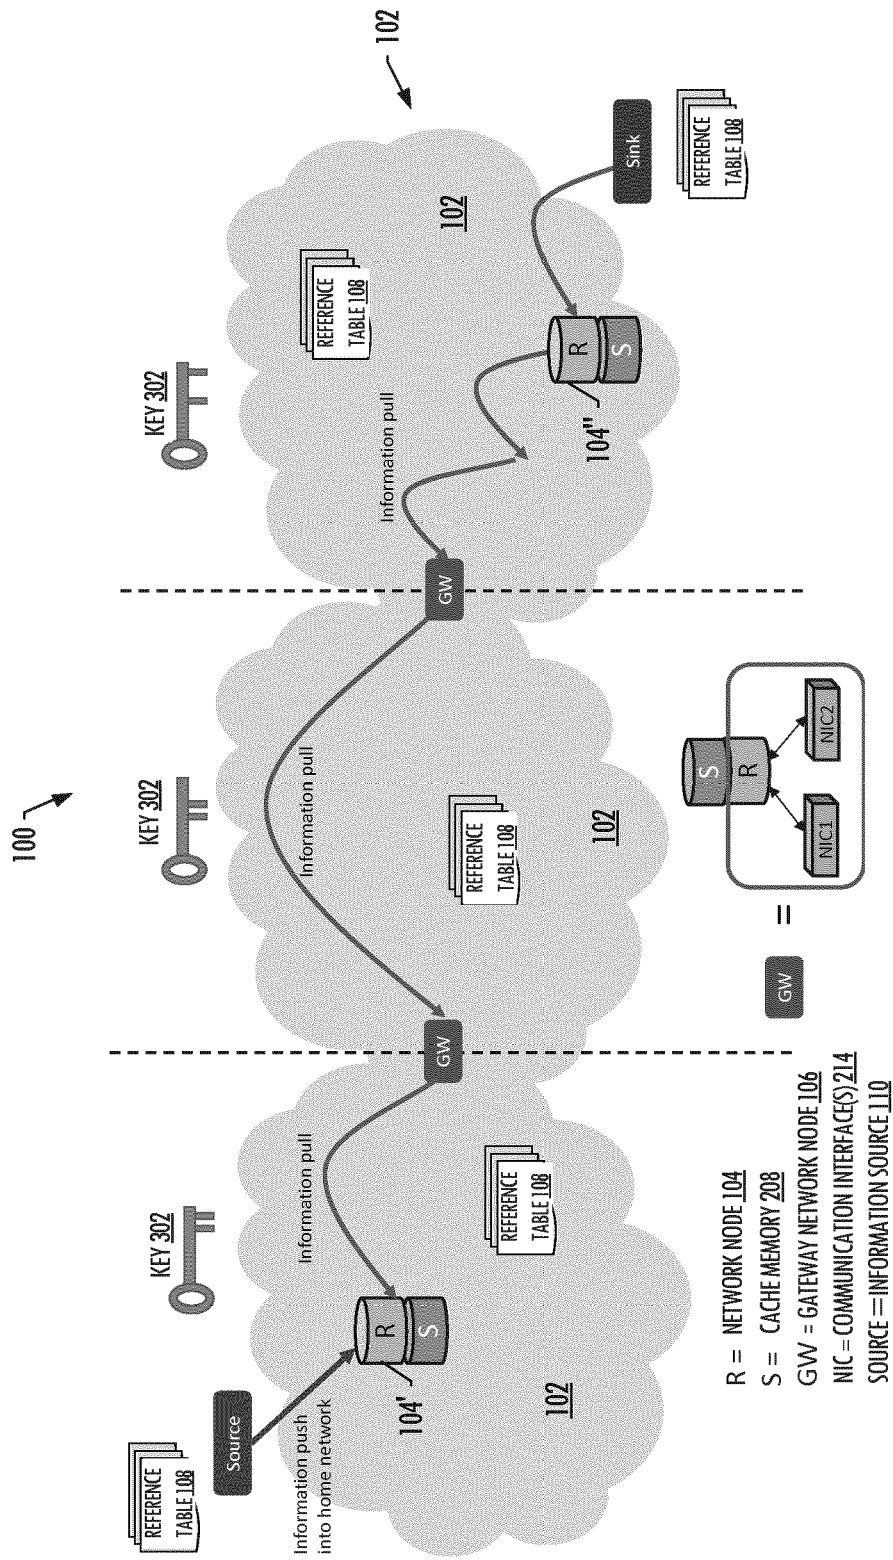 100
102
KEY 302
KEY 302
KEY 302
REFERENCE
TABLE 108
Source
Information push
into home network
R
S
104'
102
Information pull
REFERENCE
TABLE 108
GW
Information pull
REFERENCE
TABLE 108
102
GW
Information pull
REFERENCE
TABLE 108
102
R
S
104"
Sink
REFERENCE
TABLE 108
R = NETWORK NODE 104
S = CACHE MEMORY 208
GW = GATEWAY NETWORK NODE 106
NIC = COMMUNICATION INTERFACE(S) 214
SOURCE = INFORMATION SOURCE 110
GW
=
S
R
NIC1
NIC2